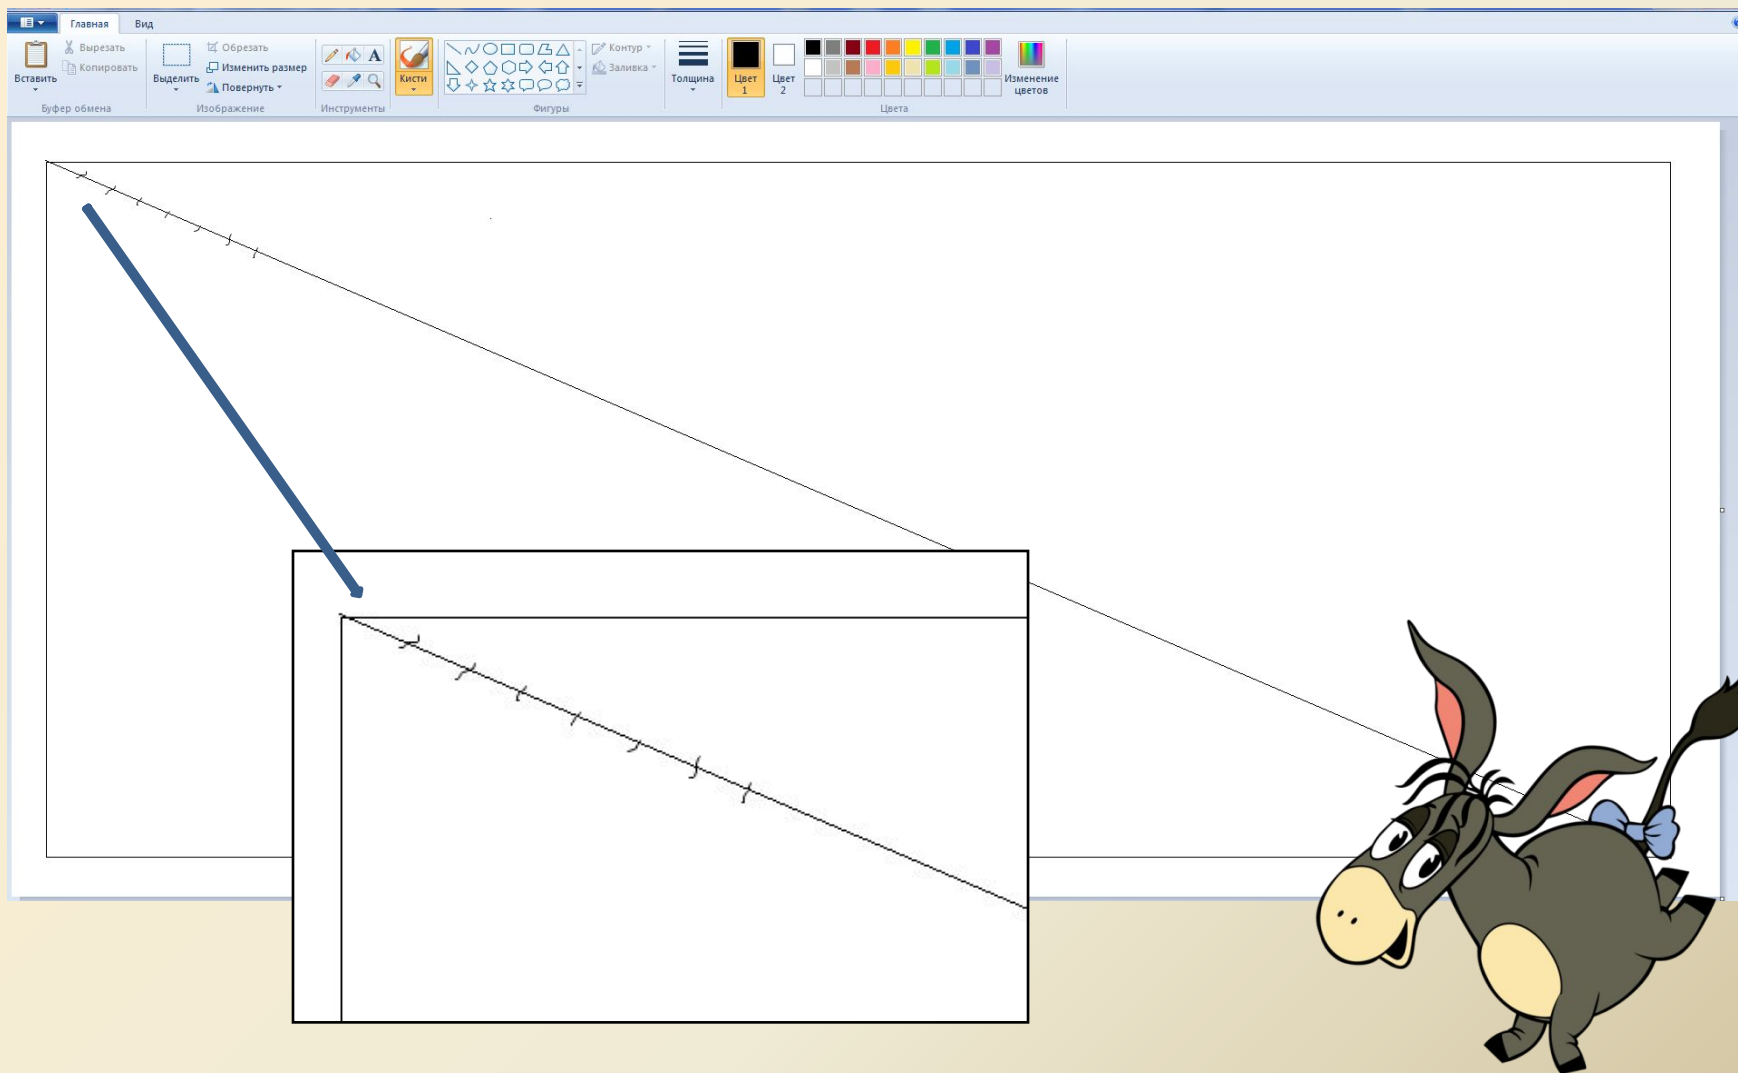 Главная Вид
Вставить
Вырезать
Копировать
Буфер обмена
Выделить
Обрезать
Изменить размер
Повернуть
Изображение
A
Инструменты
Кисти
Контур
Заливка
Фигуры
Толщина
Цвет
1
Цвет
2
Изменение
цветов
Цвета